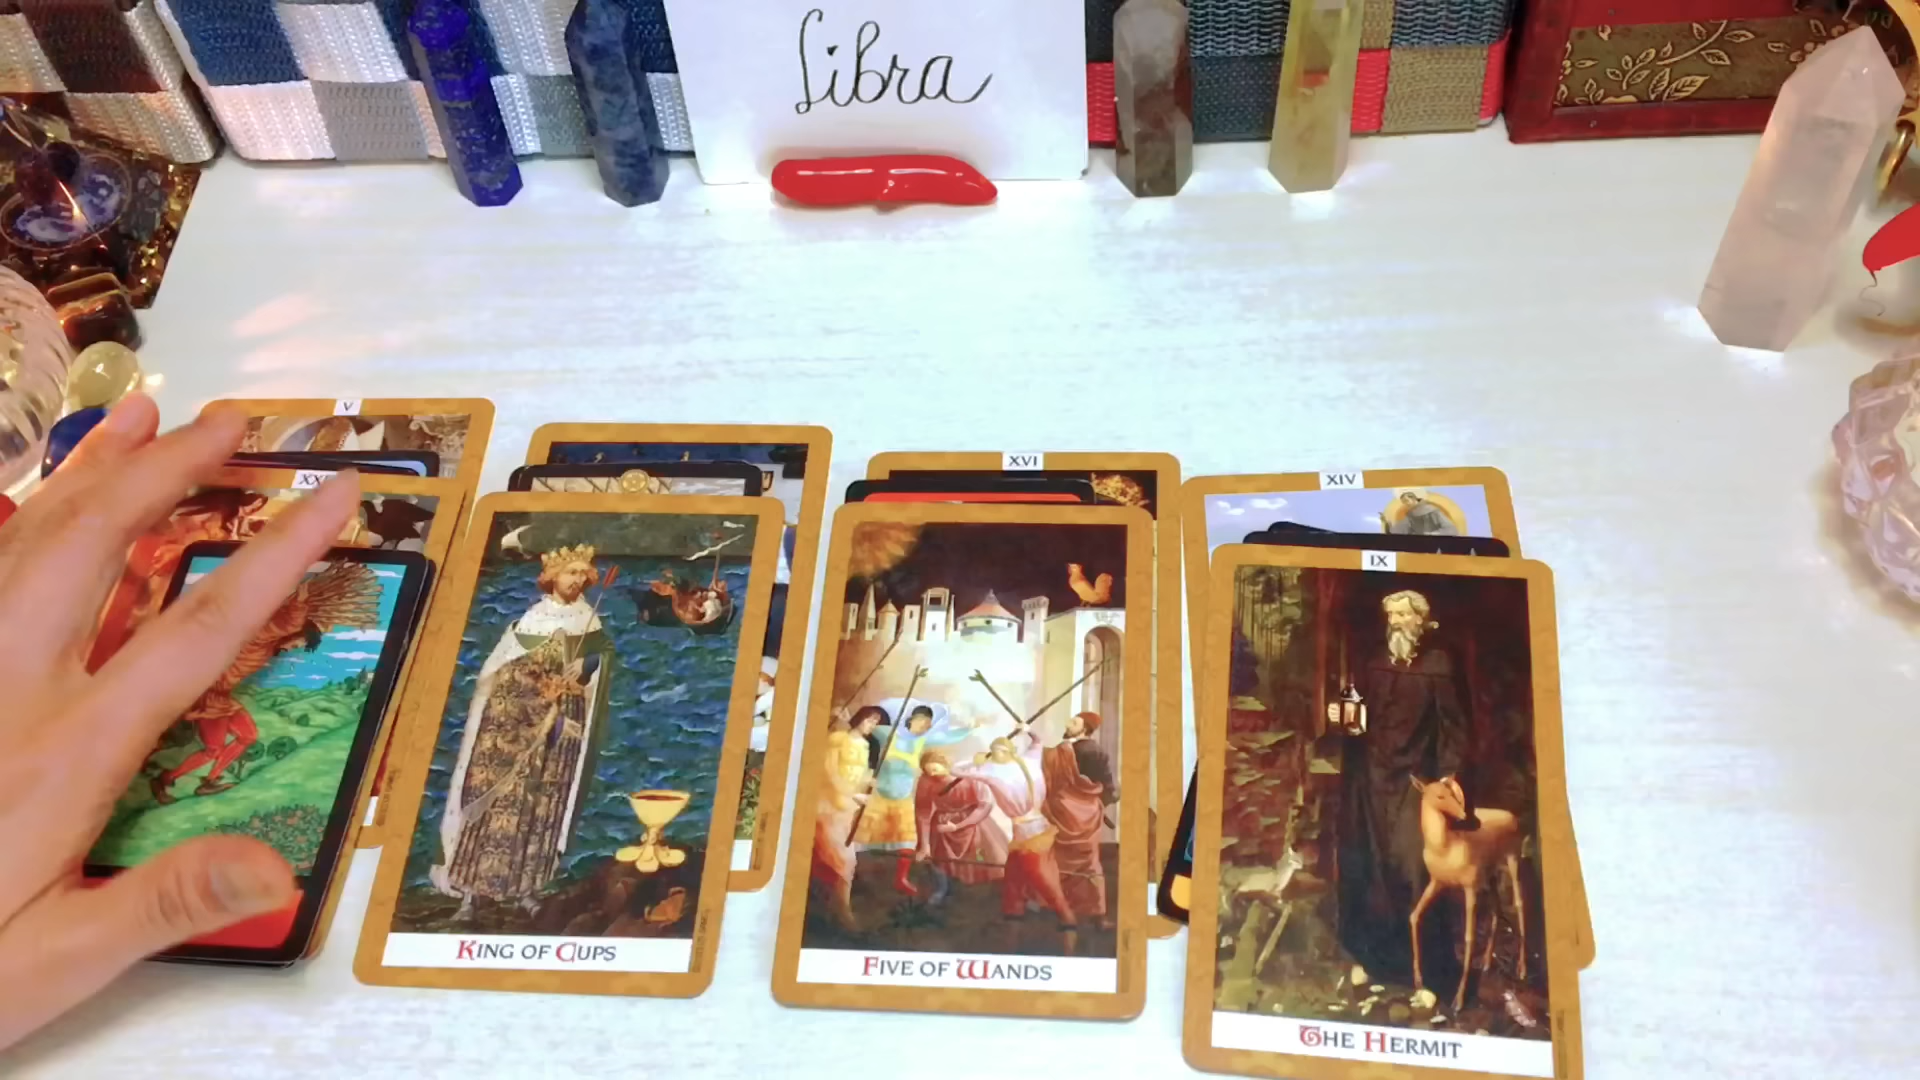 Libra
V
XVI
XIV
IX
KING OF CUPS
FIVE OF WANDS
THE HERMIT